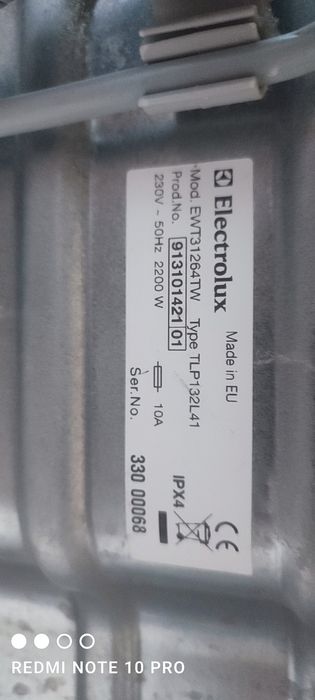 Electrolux Made in EU
Mod. EWT31264TW Type TLP132L41
Prod.No. 913101421 01
230V ~ 50Hz 2200 W 10A
IPX4
Ser.No. 330 00068
CE
REDMI NOTE 10 PRO